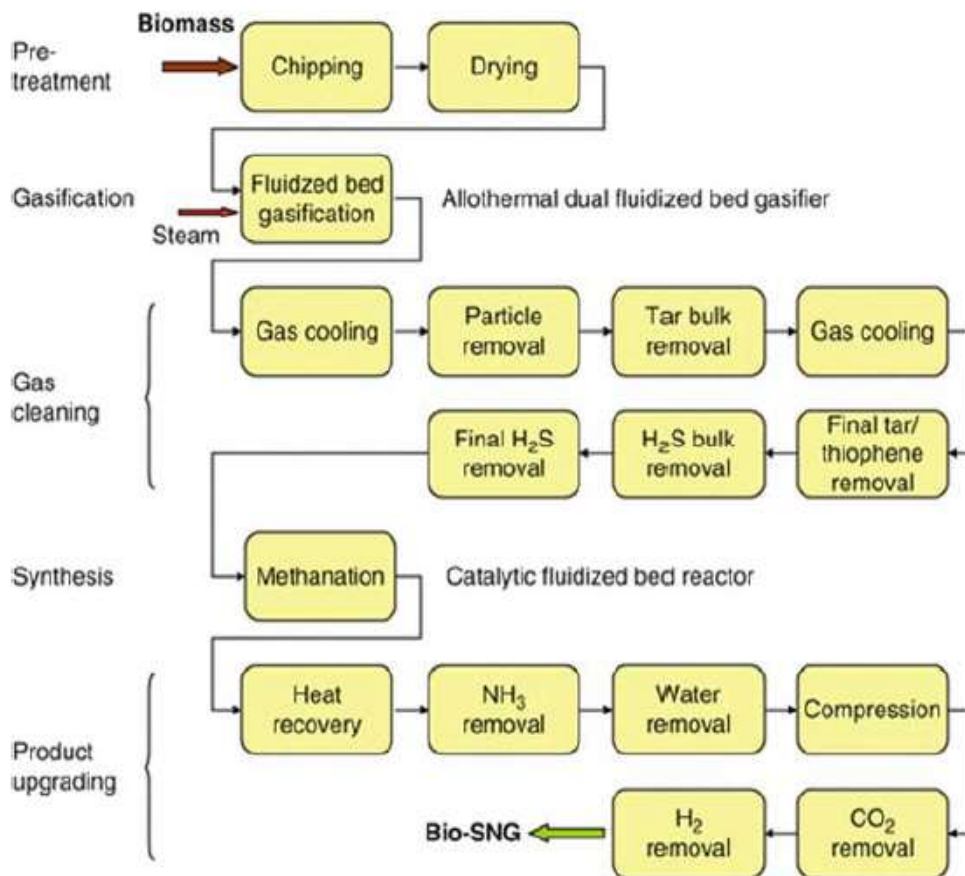 Biomass
Pre-
treatment
Chipping
Drying
Gasification
Fluidzed bed
gasification
Allothermal dual fluidized bed gasifier
Steam
Gas
cleaning
Gas cooling
Particle
removal
Tar bulk
removal
Gas cooling
Final H₂S
removal
H₂S bulk
removal
Final tar/
thiophene
removal
Synthesis
Methanation
Catalytic fluidized bed reactor
Product
upgrading
Heat
recovery
NH₃
removal
Water
removal
Compression
Bio-SNG
H₂
removal
CO₂
removal